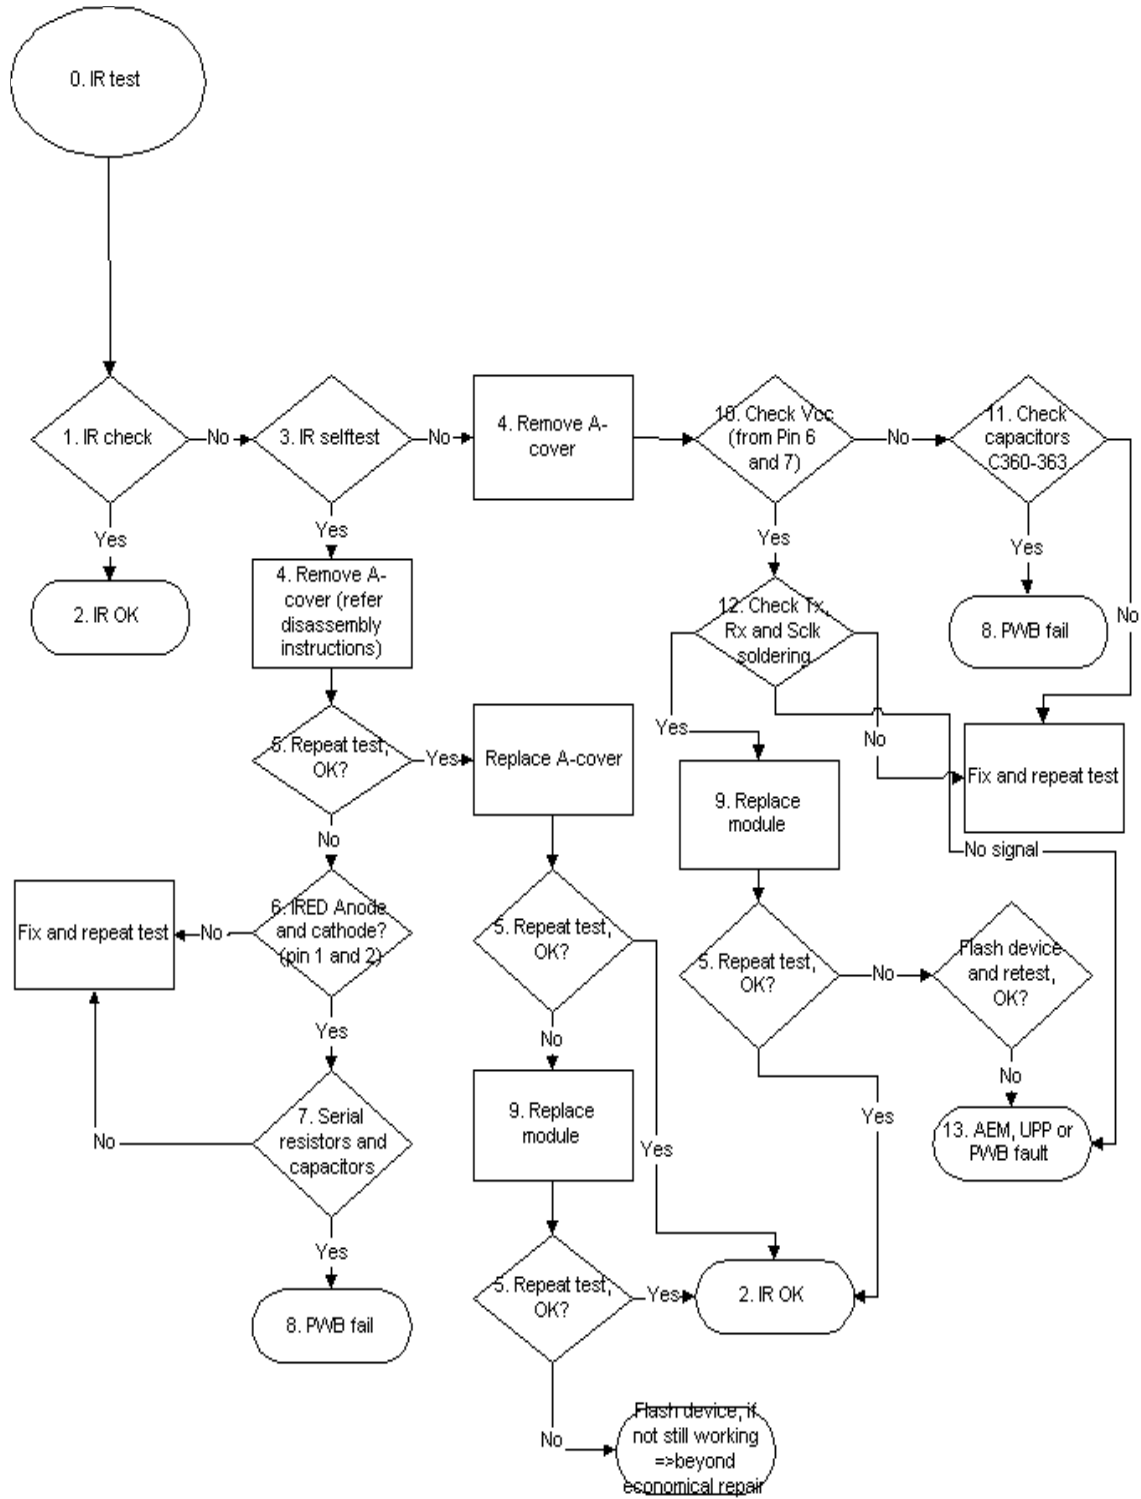 0. IR test
1. IR check
No
3. IR selftest
No
4. Remove A-
cover
10. Check Vcc
(from Pin 6
and 7)
No
11. Check
capacitors
C360-363
Yes
2. IR OK
Yes
4. Remove A-
cover (refer
disassembly
instructions)
Yes
12. Check Tx,
Rx and Sclk
soldering
Yes
8. PWB fail
No
5. Repeat test,
OK?
Yes
Replace A-cover
Yes
9. Replace
module
No
Fix and repeat test
No signal
No
6. IRED Anode
and cathode?
(pin 1 and 2)
No
Fix and repeat test
5. Repeat test,
OK?
5. Repeat test,
OK?
No
Flash device
and retest,
OK?
Yes
7. Serial
resistors and
capacitors
No
No
9. Replace
module
Yes
Yes
No
13. AEM, UPP or
PWB fault
Yes
8. PWB fail
5. Repeat test,
OK?
Yes
2. IR OK
No
Flash device, if
not still working
=>beyond
economical repair